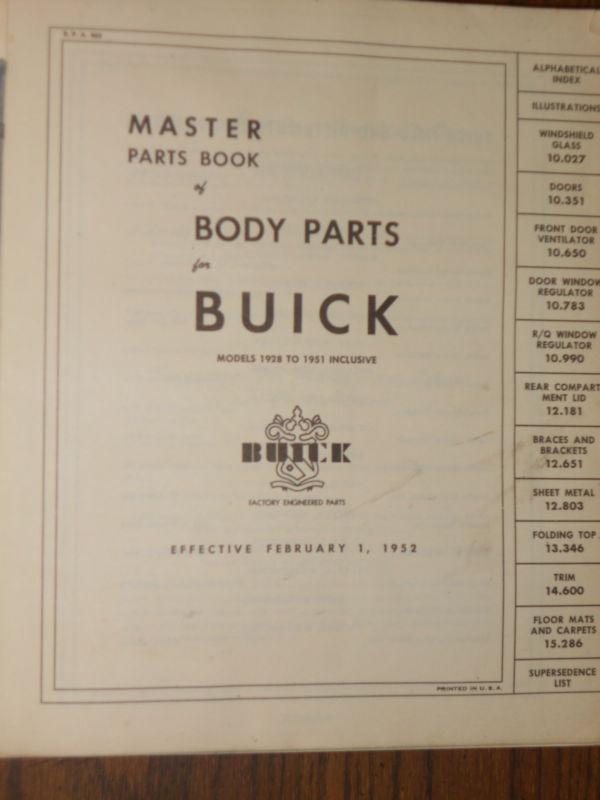 MASTER
PARTS BOOK
of
BODY PARTS
for
BUICK
MODELS 1928 TO 1951 INCLUSIVE
BUICK
FACTORY ENGINEERED PARTS
EFFECTIVE FEBRUARY 1, 1952
PRINTED IN U.S.A.
ALPHABETICAL
INDEX
ILLUSTRATIONS
WINDSHIELD
GLASS
10.027
DOORS
10.351
FRONT DOOR
VENTILATOR
10.650
DOOR WINDOW
REGULATOR
10.783
R/Q WINDOW
REGULATOR
10.990
REAR COMPART
MENT LID
12.181
BRACES AND
BRACKETS
12.651
SHEET METAL
12.803
FOLDING TOP
13.346
TRIM
14.600
FLOOR MATS
AND CARPETS
15.286
SUPERSEDENCE
LIST